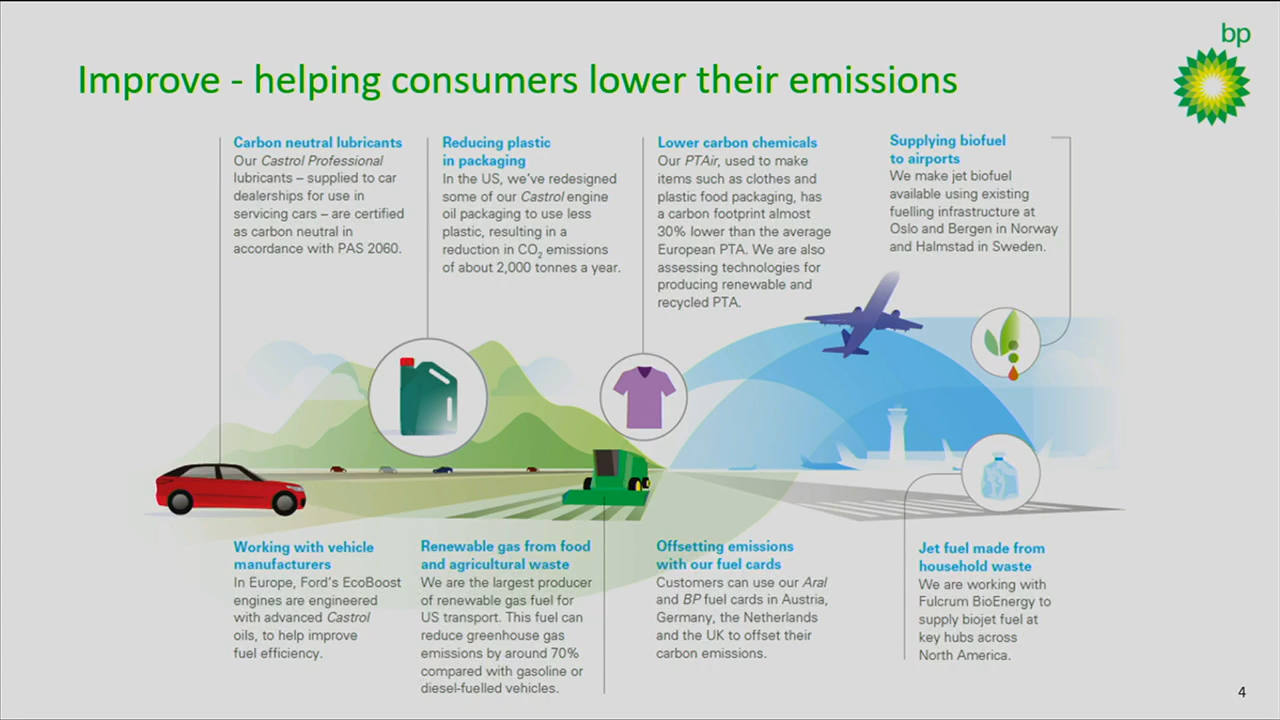 bp
Improve - helping consumers lower their emissions
Carbon neutral lubricants
Our Castrol Professional
lubricants – supplied to car
dealerships for use in
servicing cars – are certified
as carbon neutral in
accordance with PAS 2060.
Reducing plastic
in packaging
In the US, we've redesigned
some of our Castrol engine
oil packaging to use less
plastic, resulting in a
reduction in CO₂ emissions
of about 2,000 tonnes a year.
Lower carbon chemicals
Our PTAir, used to make
items such as clothes and
plastic food packaging, has
a carbon footprint almost
30% lower than the average
European PTA. We are also
assessing technologies for
producing renewable and
recycled PTA.
Supplying biofuel
to airports
We make jet biofuel
available using existing
fuelling infrastructure at
Oslo and Bergen in Norway
and Halmstad in Sweden.
Working with vehicle
manufacturers
In Europe, Ford's EcoBoost
engines are engineered
with advanced Castrol
oils, to help improve
fuel efficiency.
Renewable gas from food
and agricultural waste
We are the largest producer
of renewable gas fuel for
US transport. This fuel can
reduce greenhouse gas
emissions by around 70%
compared with gasoline or
diesel-fuelled vehicles.
Offsetting emissions
with our fuel cards
Customers can use our Aral
and BP fuel cards in Austria,
Germany, the Netherlands
and the UK to offset their
carbon emissions.
Jet fuel made from
household waste
We are working with
Fulcrum BioEnergy to
supply biojet fuel at
key hubs across
North America.
4